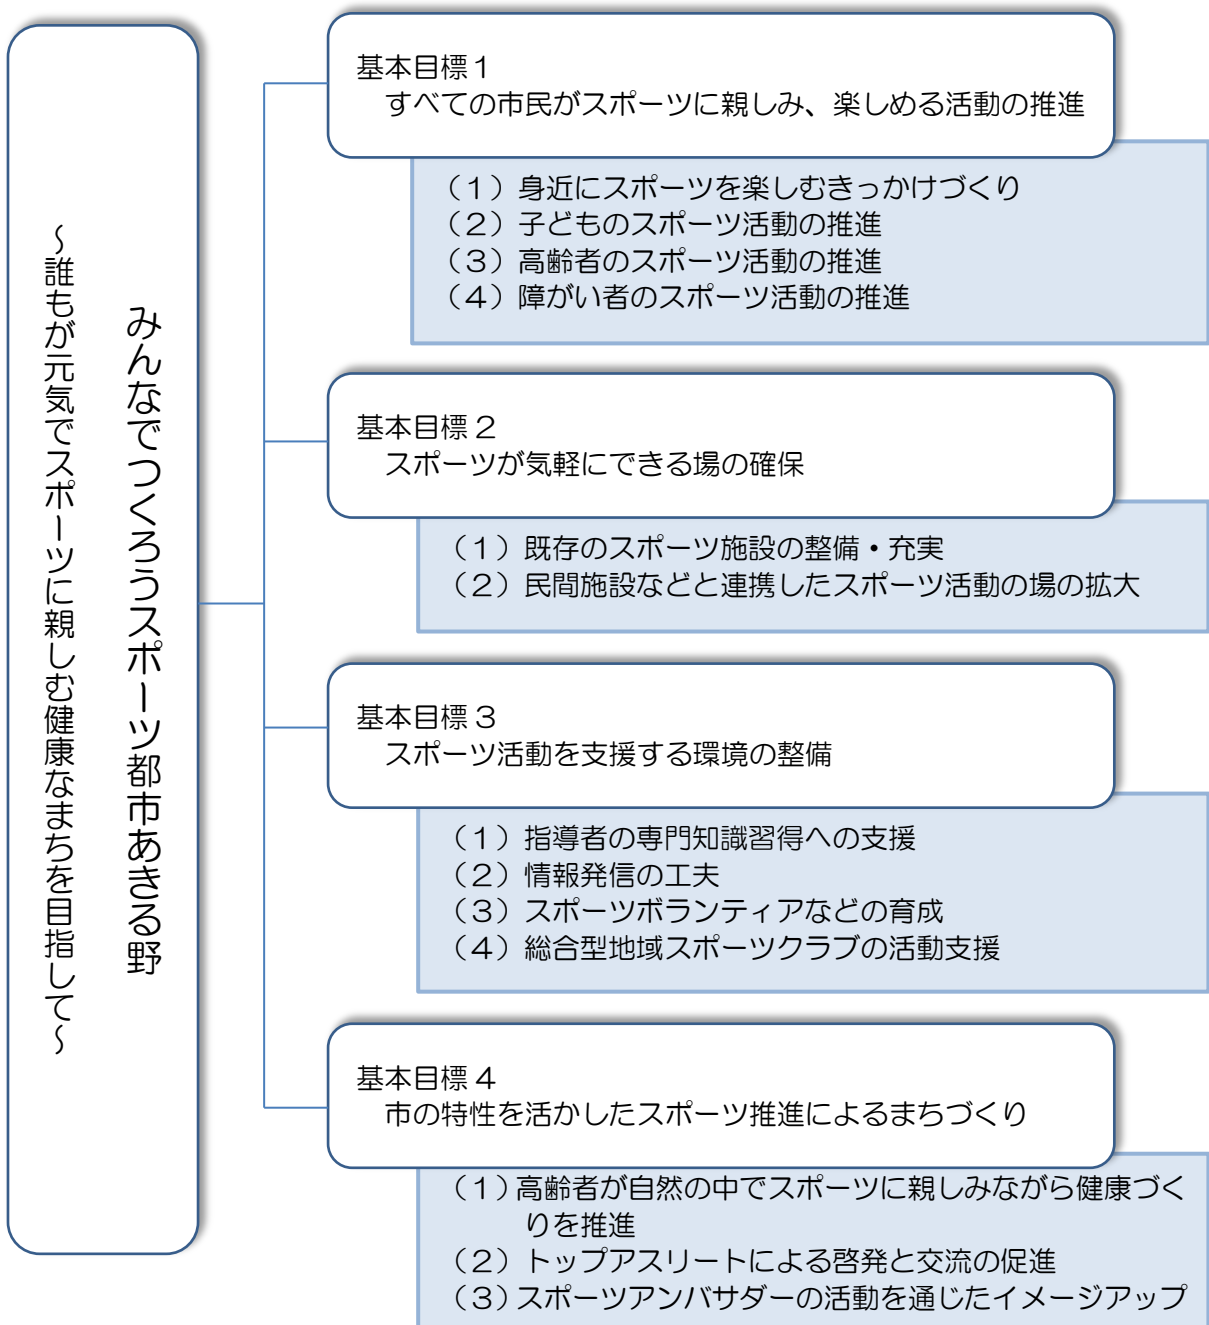 みんなでつくろうスポーツ都市あきる野
～誰もが元気でスポーツに親しむ健康なまちを目指して～
基本目標１
すべての市民がスポーツに親しみ、楽しめる活動の推進
（１）身近にスポーツを楽しむきっかけづくり
（２）子どものスポーツ活動の推進
（３）高齢者のスポーツ活動の推進
（４）障がい者のスポーツ活動の推進
基本目標２
スポーツが気軽にできる場の確保
（１）既存のスポーツ施設の整備・充実
（２）民間施設などと連携したスポーツ活動の場の拡大
基本目標３
スポーツ活動を支援する環境の整備
（１）指導者の専門知識習得への支援
（２）情報発信の工夫
（３）スポーツボランティアなどの育成
（４）総合型地域スポーツクラブの活動支援
基本目標４
市の特性を活かしたスポーツ推進によるまちづくり
（１）高齢者が自然の中でスポーツに親しみながら健康づく
りを推進
（２）トップアスリートによる啓発と交流の促進
（３）スポーツアンバサダーの活動を通じたイメージアップ